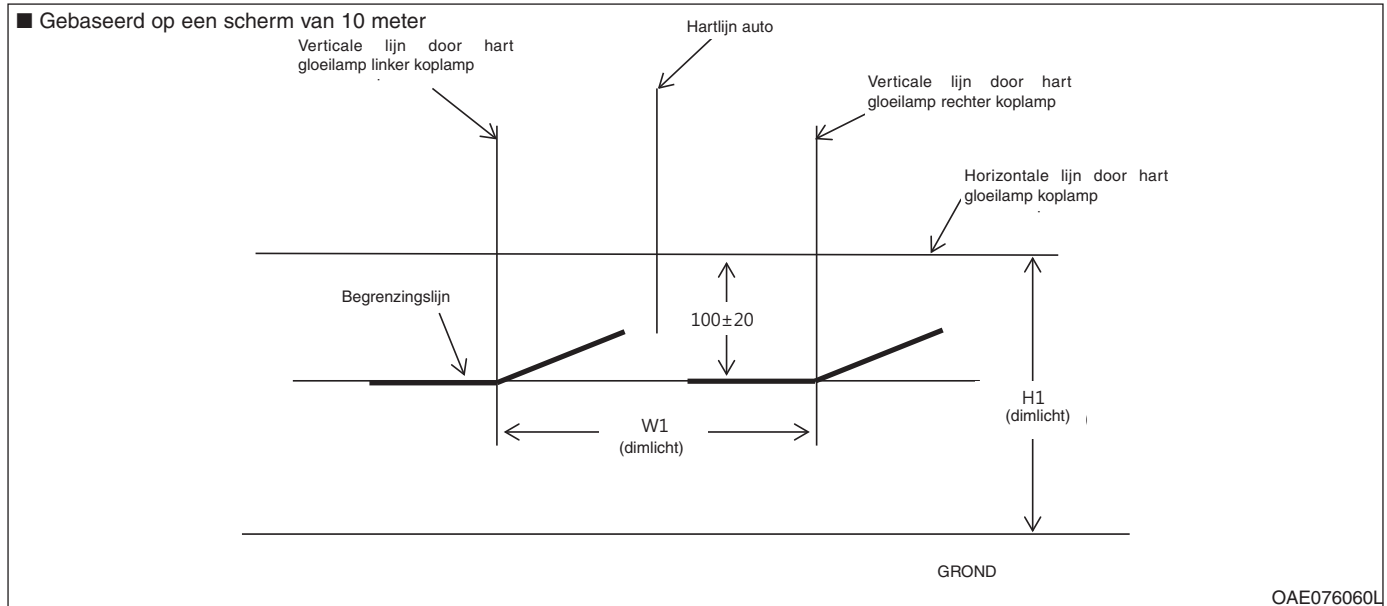 ■ Gebaseerd op een scherm van 10 meter
Verticale lijn door hart
gloeilamp linker koplamp
Hartlijn auto
Verticale lijn door hart
gloeilamp rechter koplamp
Horizontale lijn door hart
gloeilamp koplamp
Begrenzingslijn
100±20
W1
(dimlicht)
H1
(dimlicht)
GROND
OAE076060L